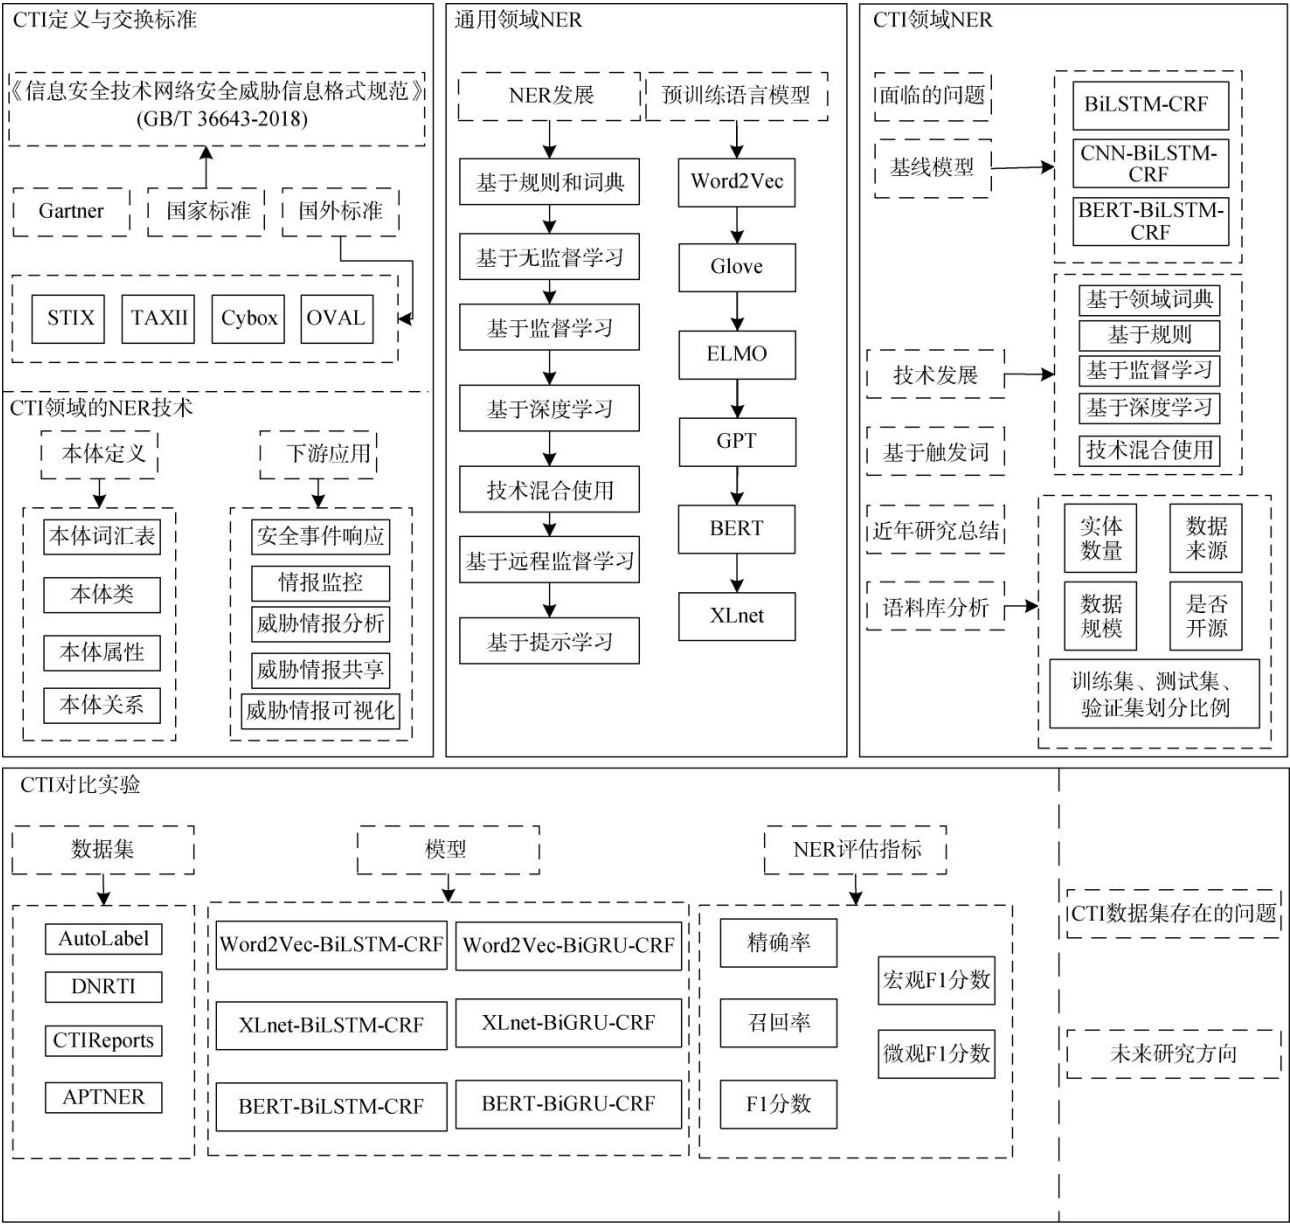 CTI定义与交换标准
《信息安全技术网络安全威胁信息格式规范》
(GB/T 36643-2018)
Gartner
国家标准
国外标准
STIX
TAXII
Cybox
OVAL
CTI领域的NER技术
本体定义
下游应用
本体词汇表
本体类
本体属性
本体关系
安全事件响应
情报监控
威胁情报分析
威胁情报共享
威胁情报可视化
通用领域NER
NER发展
预训练语言模型
基于规则和词典
基于无监督学习
基于监督学习
基于深度学习
技术混合使用
基于远程监督学习
基于提示学习
Word2Vec
Glove
ELMO
GPT
BERT
XLnet
CTI领域NER
面临的问题
基线模型
BiLSTM-CRF
CNN-BiLSTM-
CRF
BERT-BiLSTM-
CRF
技术发展
基于领域词典
基于规则
基于监督学习
基于深度学习
技术混合使用
基于触发词
近年研究总结
语料库分析
实体
数量
数据
来源
数据
规模
是否
开源
训练集、测试集、
验证集划分比例
CTI对比实验
数据集
AutoLabel
DNRTI
CTIReports
APTNER
模型
Word2Vec-BiLSTM-CRF
Word2Vec-BiGRU-CRF
XLnet-BiLSTM-CRF
XLnet-BiGRU-CRF
BERT-BiLSTM-CRF
BERT-BiGRU-CRF
NER评估指标
精确率
召回率
F1分数
宏观F1分数
微观F1分数
CTI数据集存在的问题
未来研究方向